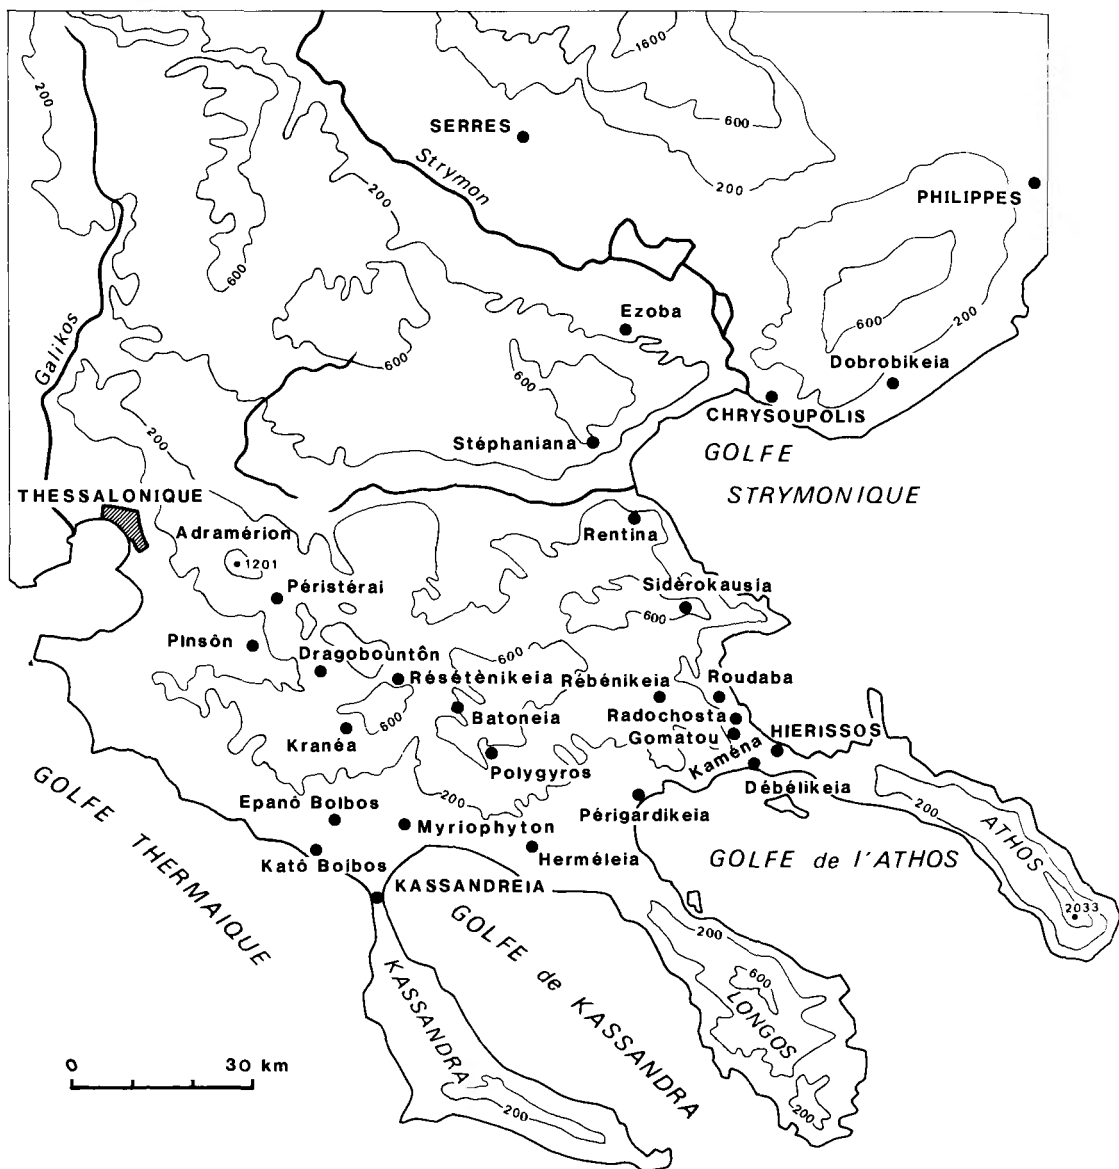 1600
200
SERRES
600
Strymon
200
200
PHILIPPES
600
Ezoba
Galikos
600
200
600
600
Dobrobikeia
CHRYSOUPOLIS
200
Stéphaniana
GOLFE
STRYMONIQUE
THESSALONIQUE
Adramérion
Rentina
1201
Péristérai
Sidèrokausia
600
Pinsôn
Dragobountôn
600
Résétènikeia
Rébénikeia
Roudaba
Batoneia
Radochosta
600
Gomatou
HIERISSOS
Kranéa
Kaména
Polygyros
Débélikeia
GOLFE THERMAIQUE
Epanô Bolbos
200
Périgardikeia
200
ATHOS
Myriophyton
Katô Bolbos
Herméleia
GOLFE de l'ATHOS
KASSANDREIA
2033
GOLFE de KASSANDRA
200
KASSANDRA
600
LONGOS
0 30 km
200
200